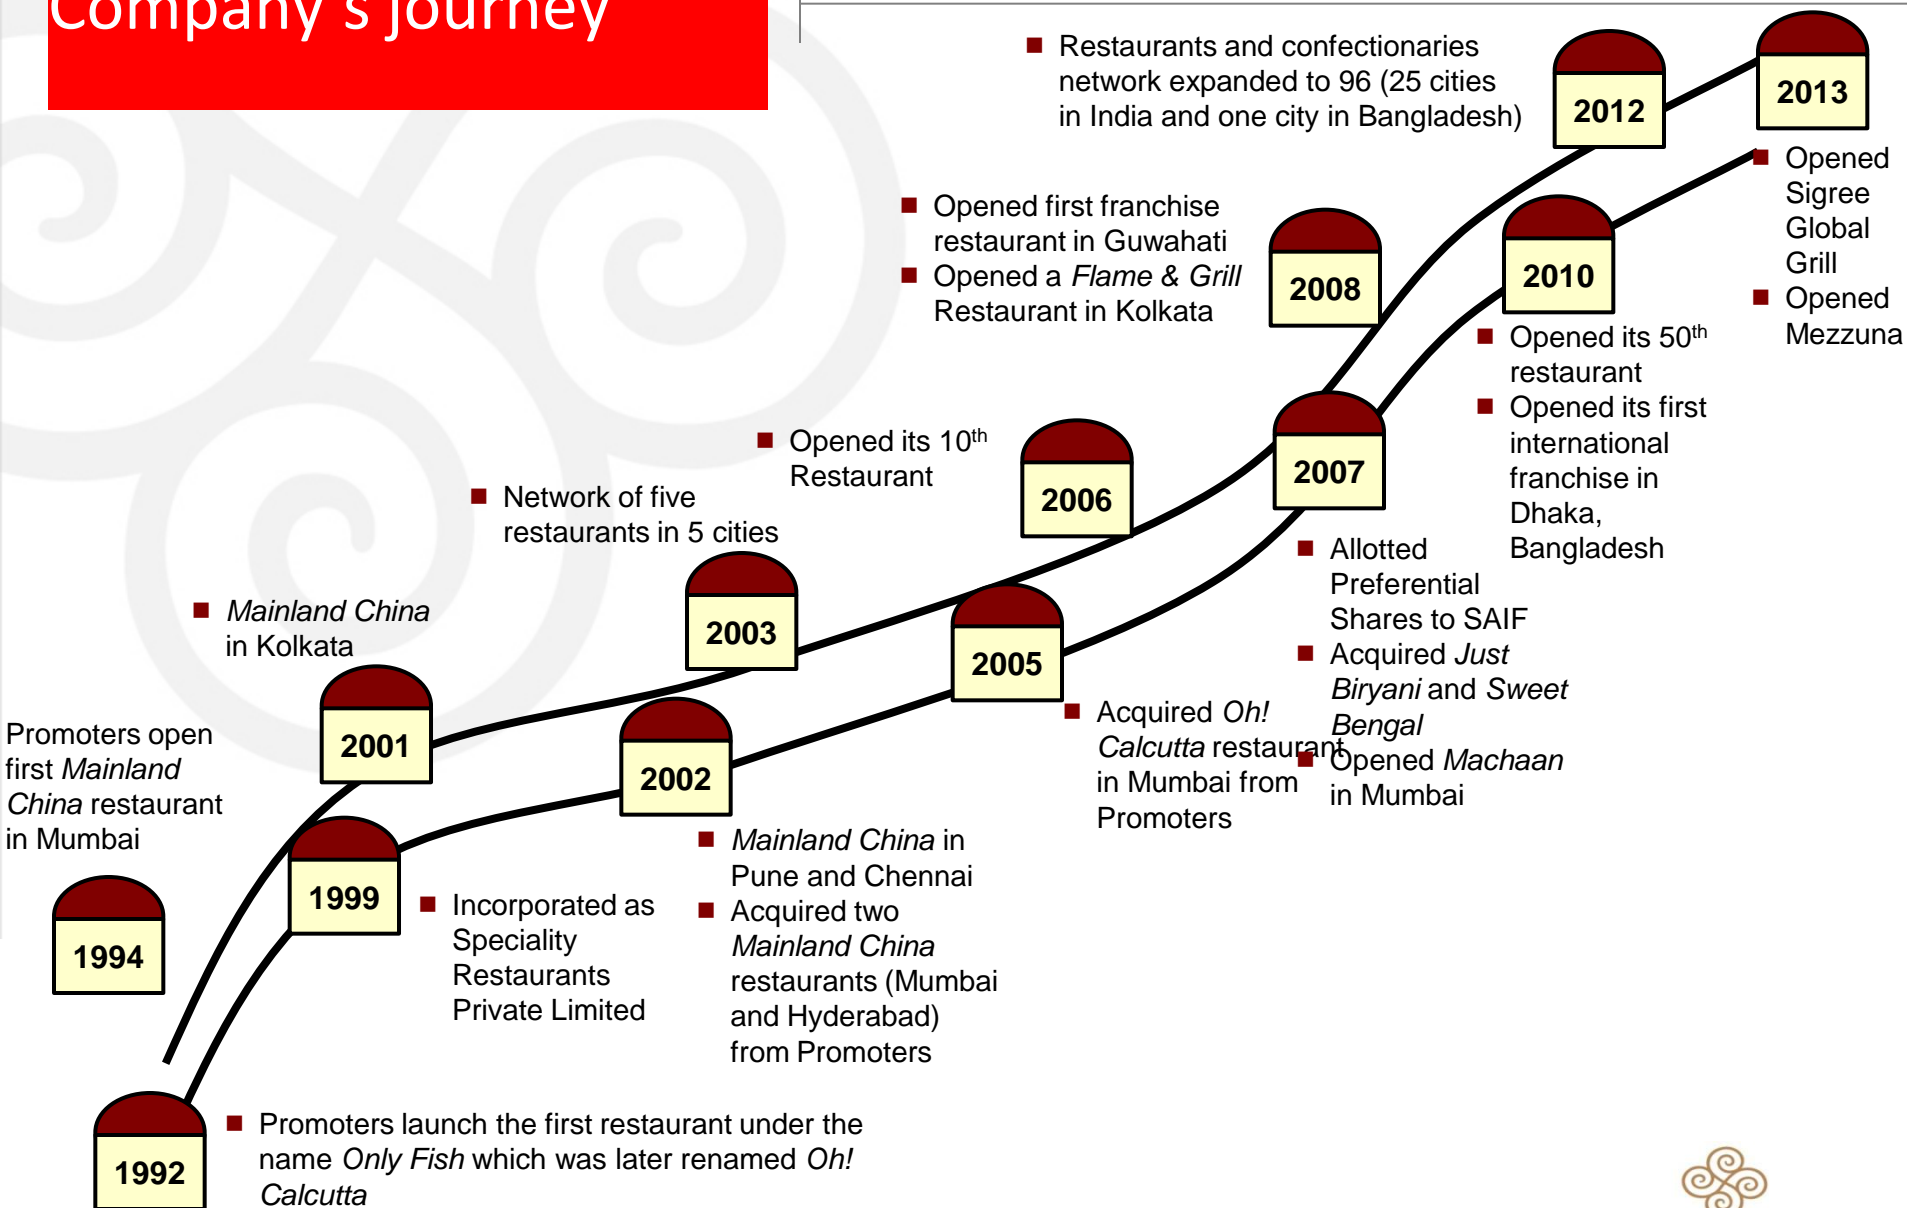 Company's journey
Restaurants and confectionaries
network expanded to 96 (25 cities
in India and one city in Bangladesh)
2012
2013
Opened
Sigree
Global
Grill
Opened
Mezzuna
Opened first franchise
restaurant in Guwahati
Opened a Flame & Grill
Restaurant in Kolkata
2008
2010
Opened its 50th
restaurant
Opened its first
international
franchise in
Dhaka,
Bangladesh
Opened its 10th
Restaurant
2006
2007
Allotted
Preferential
Shares to SAIF
Acquired Just
Biryani and Sweet
Bengal
Opened Machaan
in Mumbai
Network of five
restaurants in 5 cities
2003
2005
Acquired Oh!
Calcutta restaurant
in Mumbai from
Promoters
Mainland China
in Kolkata
2001
2002
Mainland China in
Pune and Chennai
Acquired two
Mainland China
restaurants (Mumbai
and Hyderabad)
from Promoters
Promoters open
first Mainland
China restaurant
in Mumbai
1994
1999
Incorporated as
Speciality
Restaurants
Private Limited
1992
Promoters launch the first restaurant under the
name Only Fish which was later renamed Oh!
Calcutta